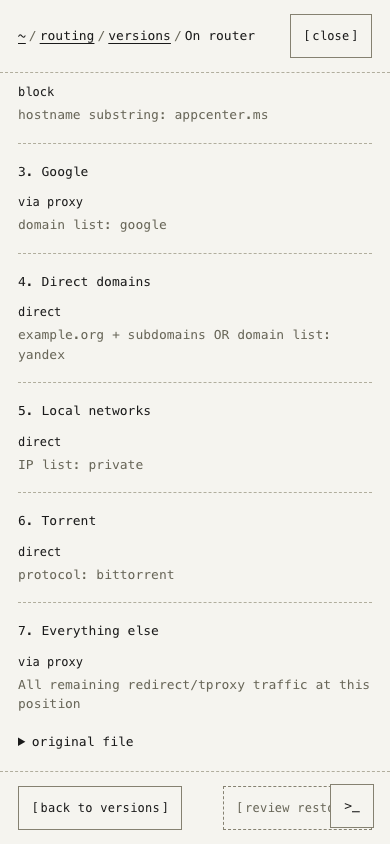 ~/routing/versions/On router
[close]
block
hostname substring: appcenter.ms
3. Google
via proxy
domain list: google
4. Direct domains
direct
example.org + subdomains OR domain list:
yandex
5. Local networks
direct
IP list: private
6. Torrent
direct
protocol: bittorrent
7. Everything else
via proxy
All remaining redirect/tproxy traffic at this
position
▶ original file
[back to versions]
[review
>_